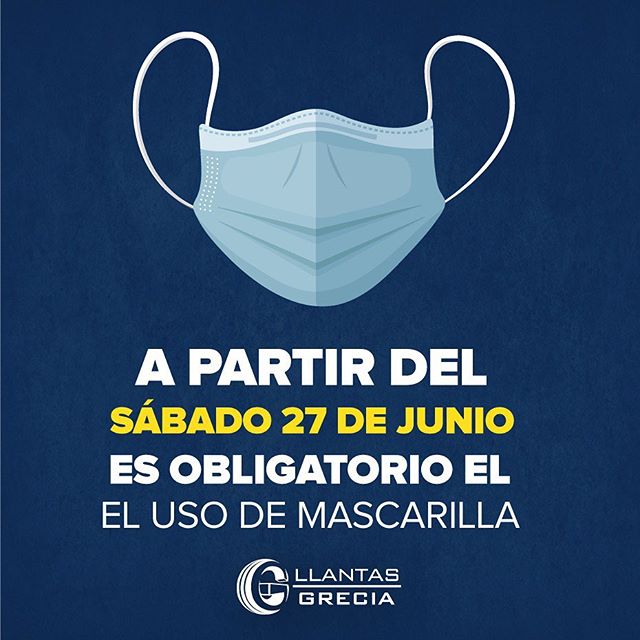 A PARTIR DEL
SÁBADO 27 DE JUNIO
ES OBLIGATORIO EL
EL USO DE MASCARILLA
LLANTAS
GRECIA